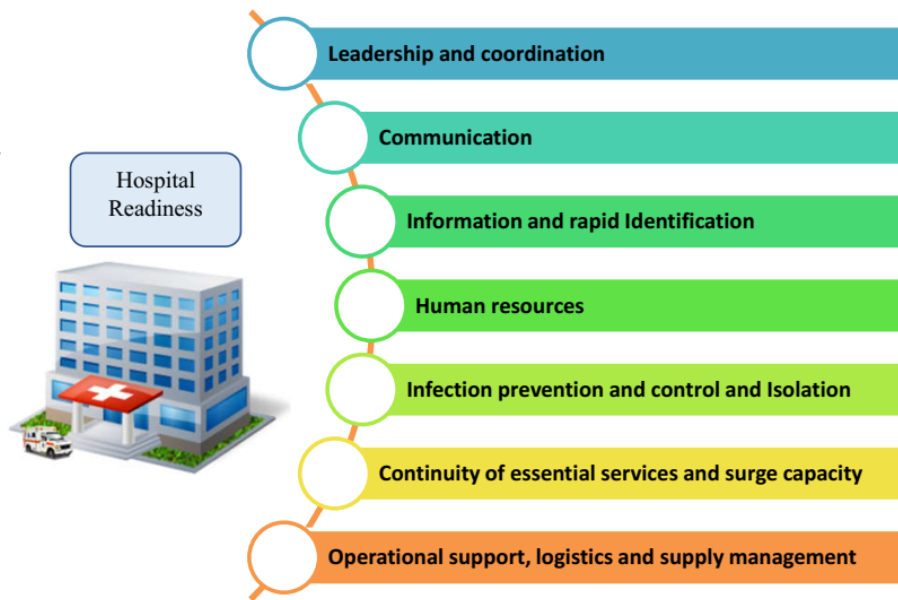 Hospital
Readiness
Leadership and coordination
Communication
Information and rapid Identification
Human resources
Infection prevention and control and Isolation
Continuity of essential services and surge capacity
Operational support, logistics and supply management